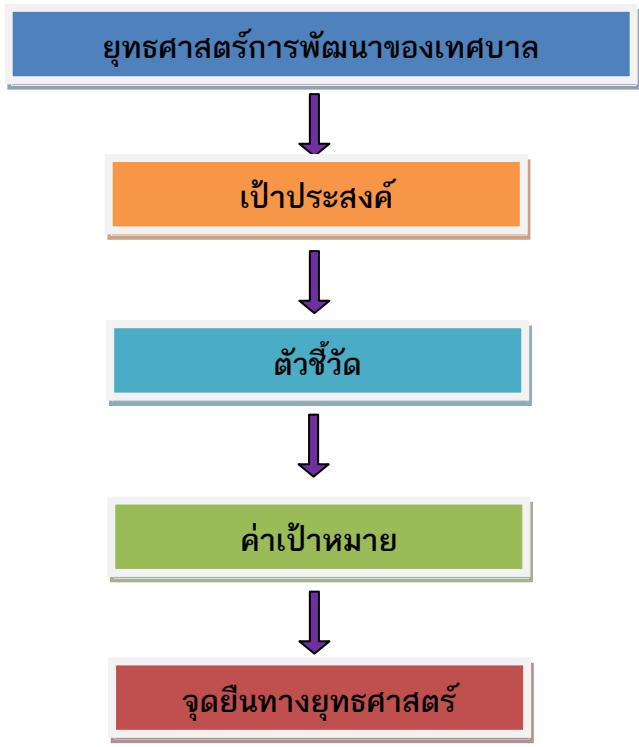 ยุทธศาสตร์การพัฒนาของเทศบาล
เป้าประสงค์
ตัวชี้วัด
ค่าเป้าหมาย
จุดยืนทางยุทธศาสตร์